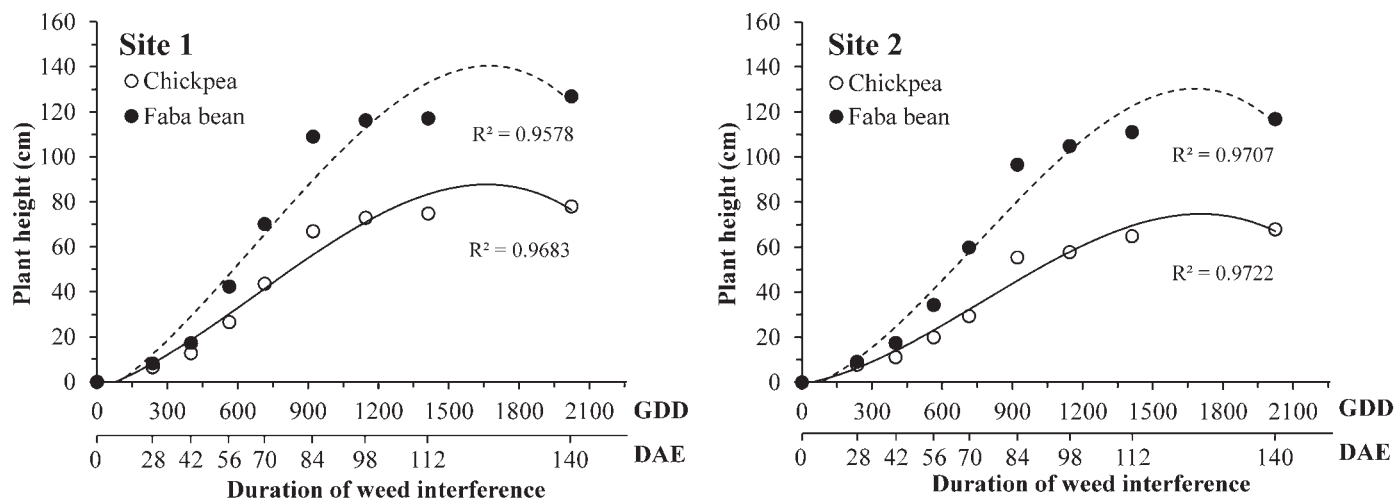 Site 1
Chickpea
Faba bean
Plant height (cm)
160
140
120
100
80
60
40
20
0
R² = 0.9578
R² = 0.9683
0 300 600 900 1200 1500 1800 2100 GDD
0 28 42 56 70 84 98 112 140 DAE
Duration of weed interference
Site 2
Chickpea
Faba bean
Plant height (cm)
160
140
120
100
80
60
40
20
0
R² = 0.9707
R² = 0.9722
0 300 600 900 1200 1500 1800 2100 GDD
0 28 42 56 70 84 98 112 140 DAE
Duration of weed interference